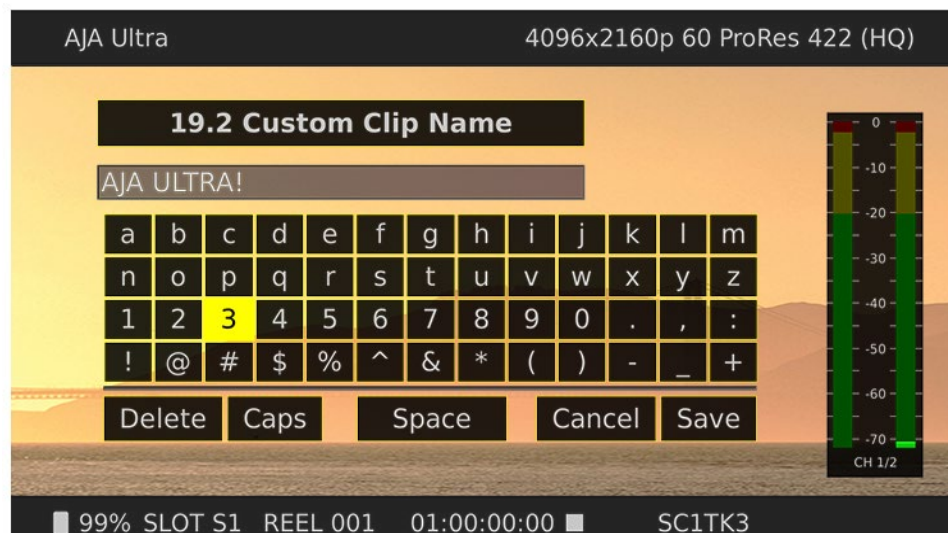 AJA Ultra 4096x2160p 60 ProRes 422 (HQ)
19.2 Custom Clip Name
AJA ULTRA!
a b c d e f g h i j k l m
n o p q r s t u v w x y z
1 2 3 4 5 6 7 8 9 0 . , :
! @ # $ % ^ & * ( ) - _ +
Delete Caps Space Cancel Save
0
-10
-20
-30
-40
-50
-60
-70
CH 1/2
99% SLOT S1 REEL 001 01:00:00:00 SC1TK3